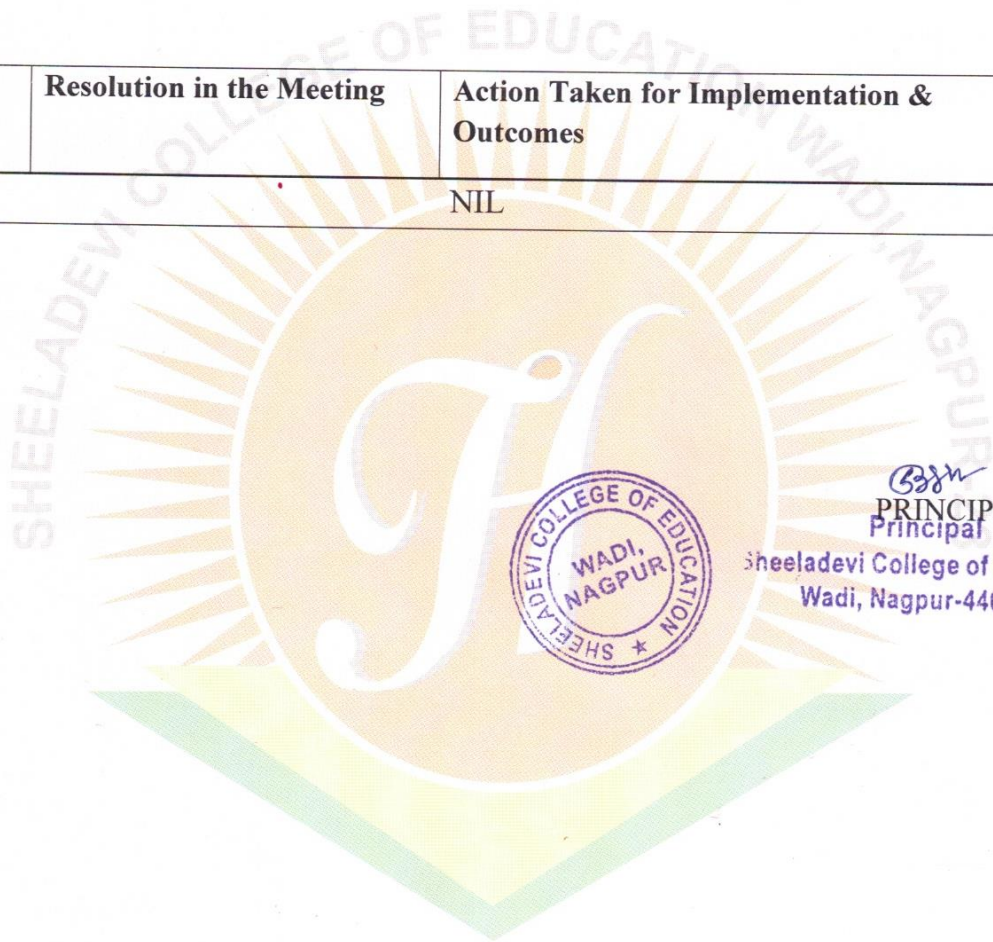 SHEELADEVI COLLEGE OF EDUCATION WADI, NAGPUR-
Resolution in the Meeting
Action Taken for Implementation &
Outcomes
NIL
SHEELADEVI COLLEGE OF EDUCATION ★
WADI,
NAGPUR
PRINCIP
Principal
Sheeladevi College of
Wadi, Nagpur-440